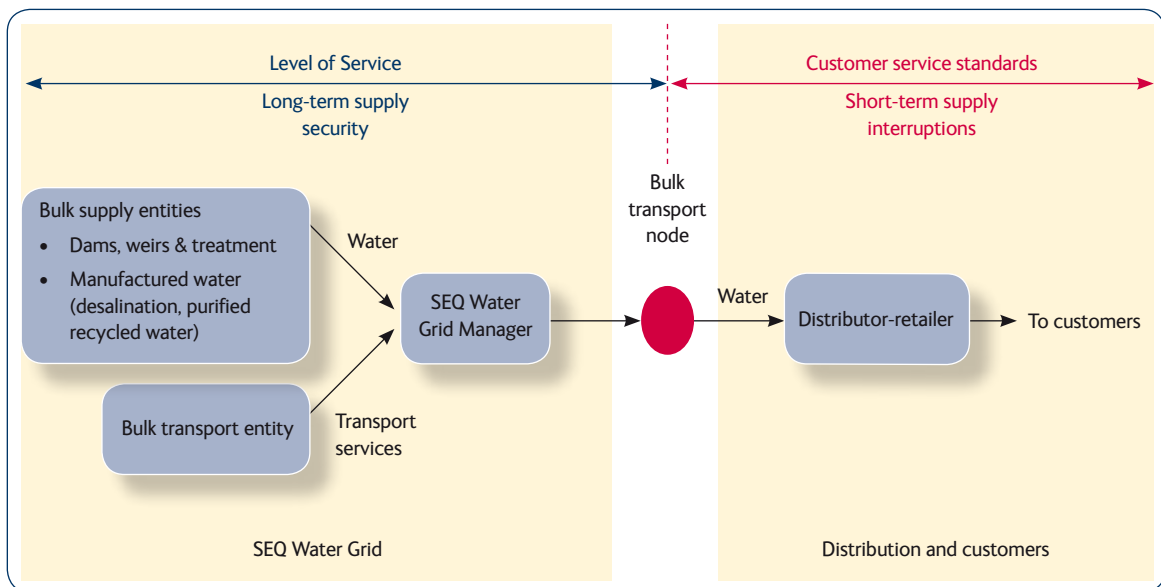 Level of Service
Long-term supply
security
Customer service standards
Short-term supply
interruptions
Bulk
transport
node
Bulk supply entities
• Dams, weirs & treatment
• Manufactured water
(desalination, purified
recycled water)
Water
SEQ Water
Grid Manager
Water
Distributor-retailer
To customers
Bulk transport entity
Transport
services
SEQ Water Grid
Distribution and customers